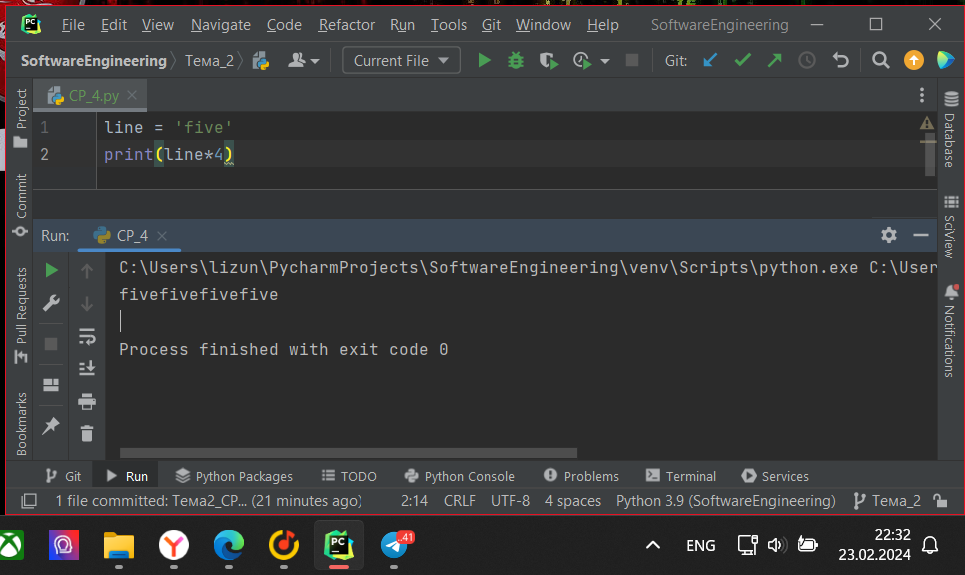 PC File Edit View Navigate Code Refactor Run Tools Git Window Help SoftwareEngineering
SoftwareEngineering Тема_2 Current File Git:
Project
CP_4.py
1 line = 'five'
2 print(line*4)
Commit
Pull Requests
Bookmarks
Database
SciView
Notifications
Run: CP_4
C:\Users\lizun\PycharmProjects\SoftwareEngineering\venv\Scripts\python.exe C:\User
fivefivefivefive
Process finished with exit code 0
Git Run Python Packages TODO Python Console Problems Terminal Services
1 file committed: Тема2_CP... (21 minutes ago) 2:14 CRLF UTF-8 4 spaces Python 3.9 (SoftwareEngineering) Тема_2
PC 41 ENG 22:32
23.02.2024